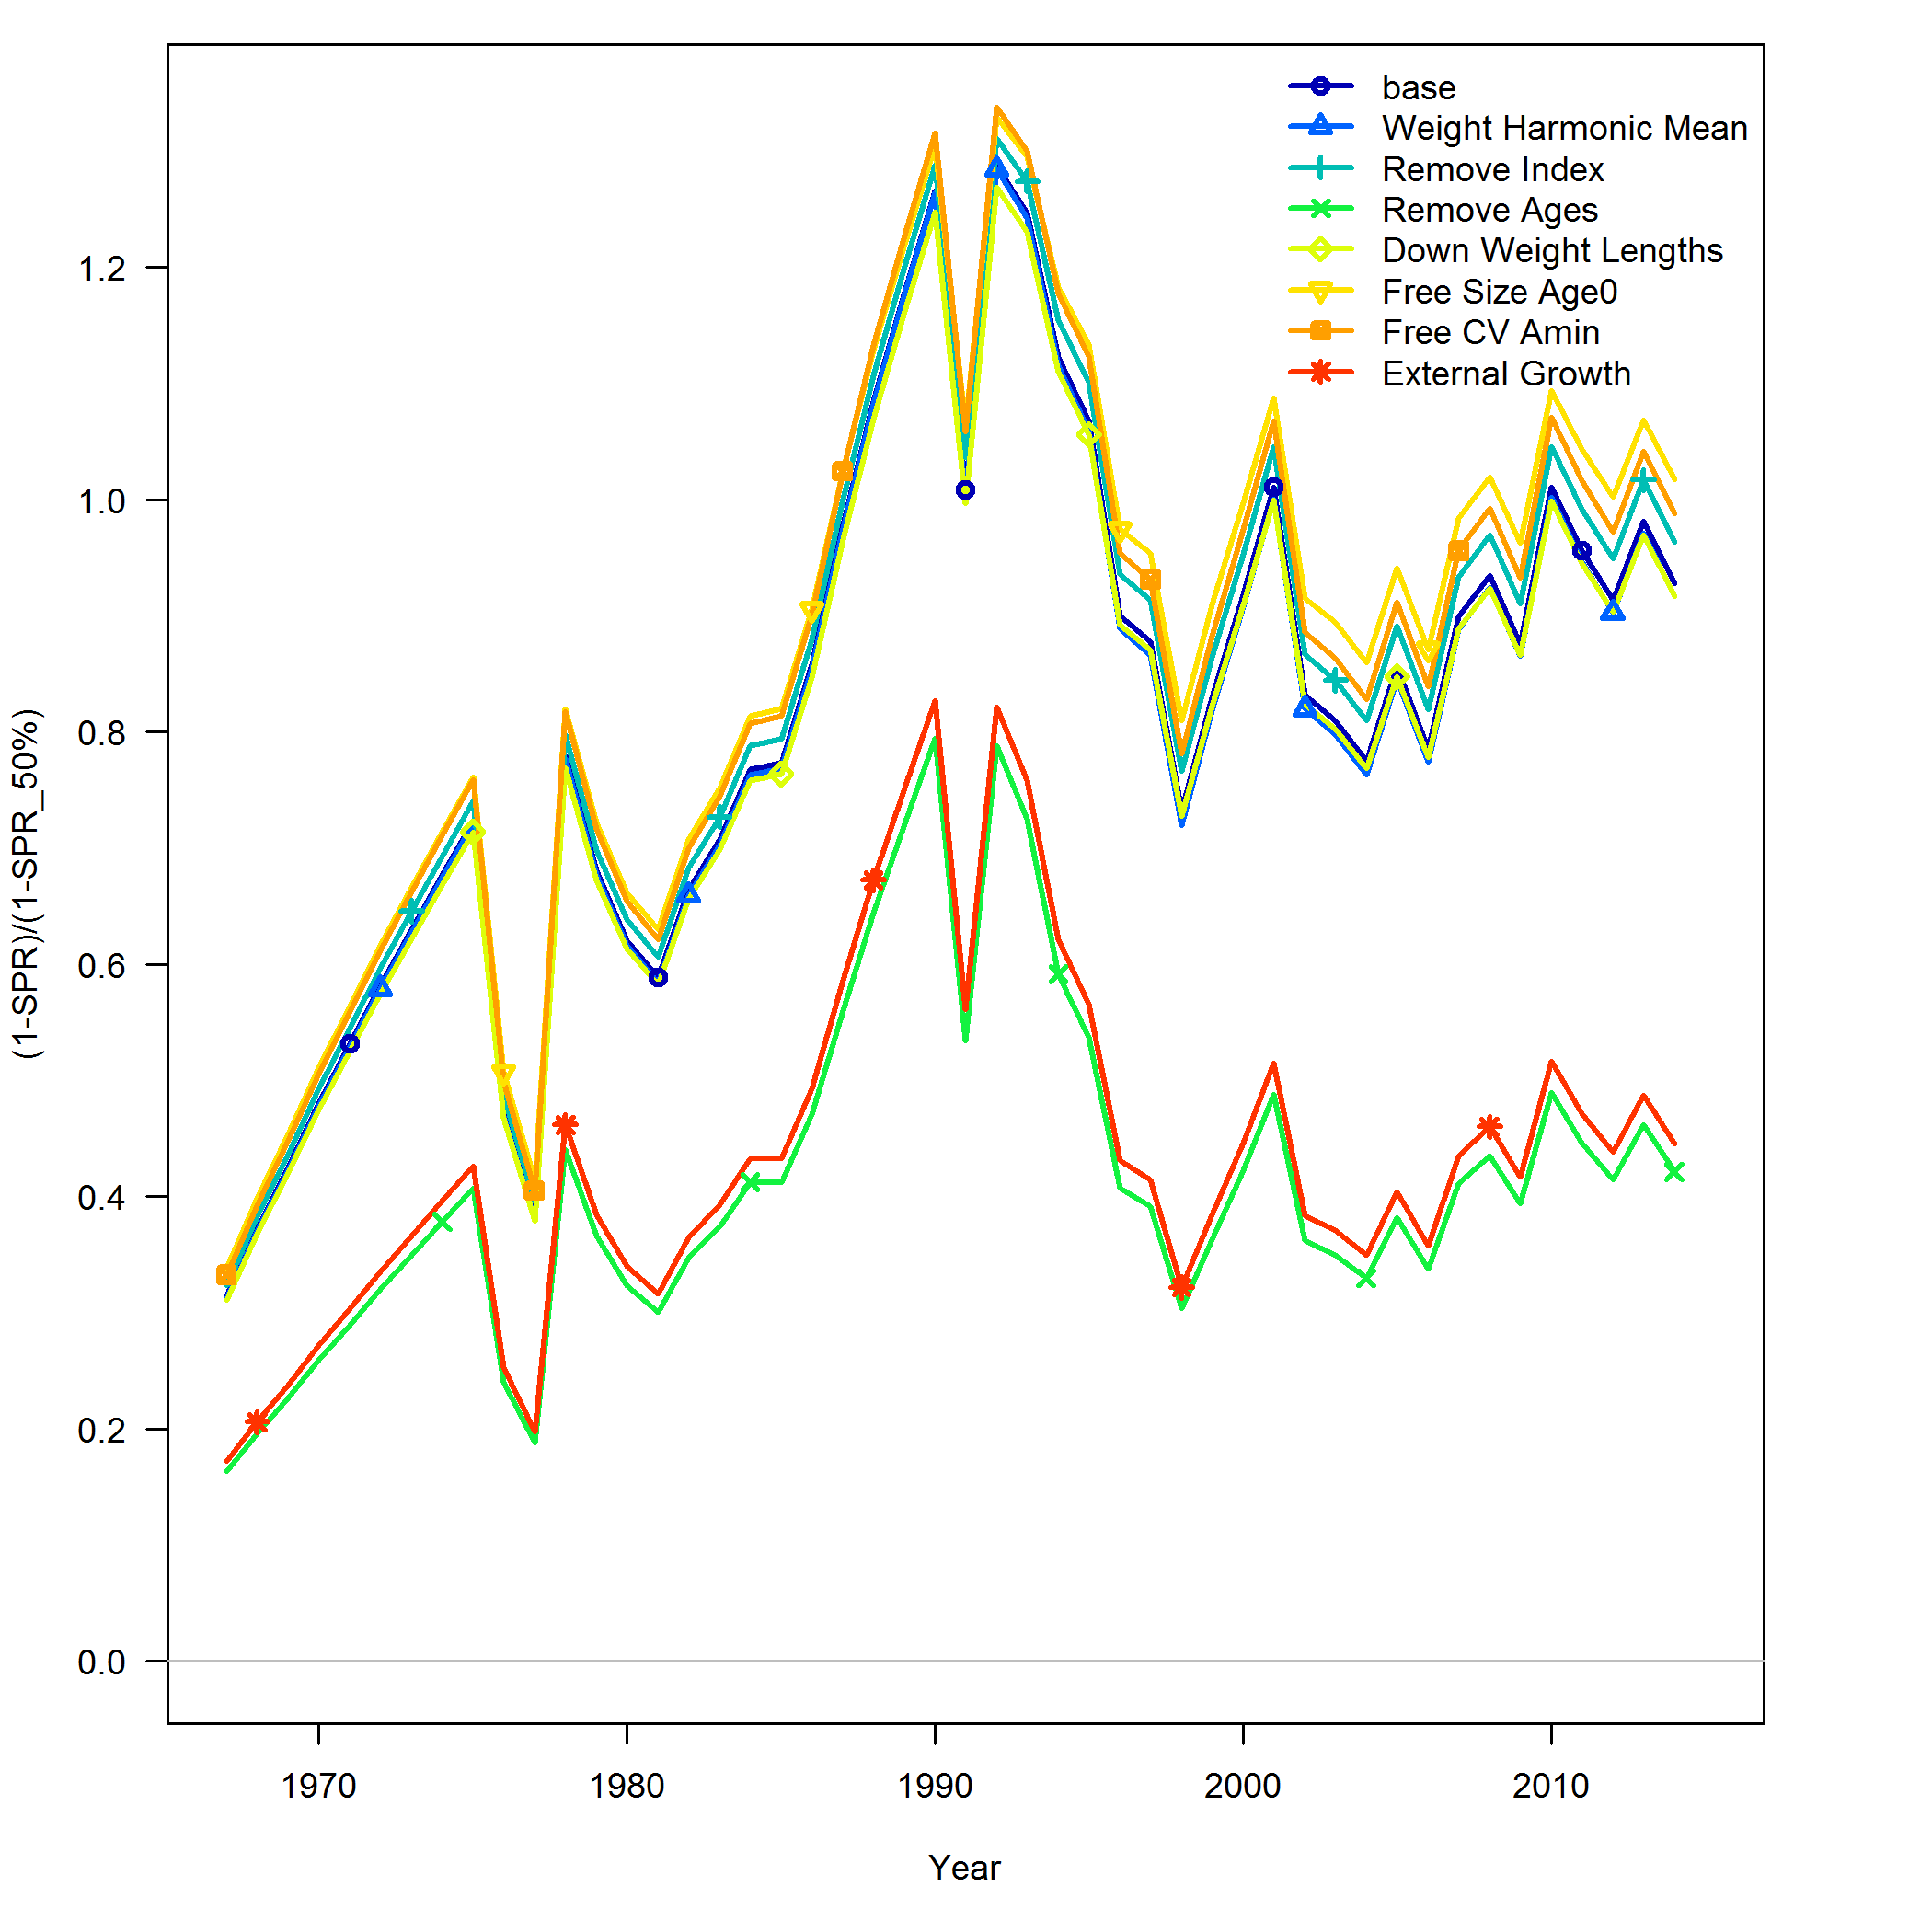 base
Weight Harmonic Mean
Remove Index
Remove Ages
Down Weight Lengths
Free Size Age0
Free CV Amin
External Growth
(1-SPR)/(1-SPR_50%)
1.2
1.0
0.8
0.6
0.4
0.2
0.0
1970 1980 1990 2000 2010
Year